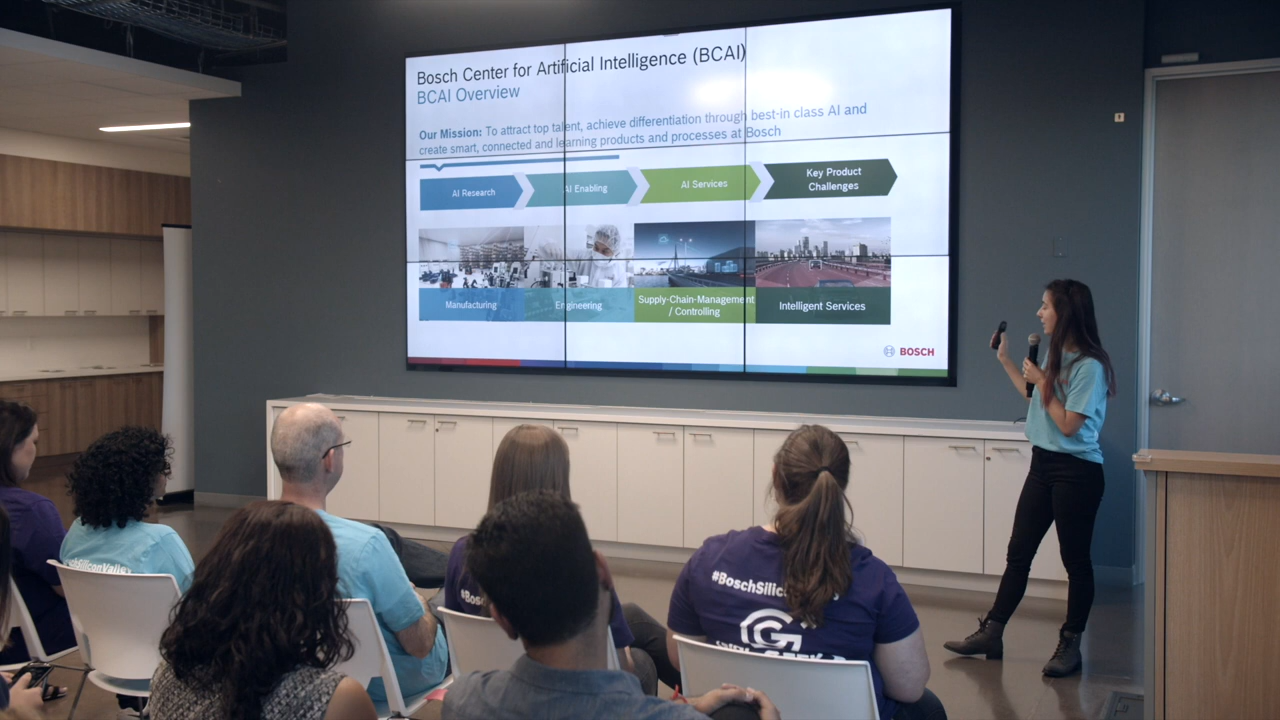 Bosch Center for Artificial Intelligence (BCAI)
BCAI Overview
Our Mission: To attract top talent, achieve differentiation through best-in class AI and
create smart, connected and learning products and processes at Bosch
AI Research
AI Enabling
AI Services
Key Product
Challenges
Manufacturing
Engineering
Supply-Chain-Management
/ Controlling
Intelligent Services
BOSCH
#BoschSilic